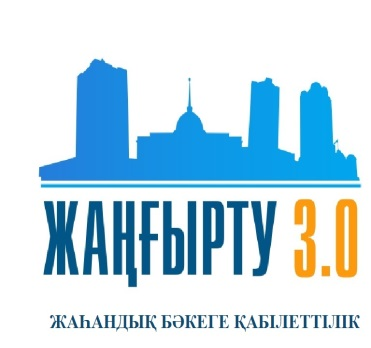 ЖАҢҒЫРТУ 3.0
ЖАҺАНДЫҚ БӘКЕГЕ ҚАБІЛЕТТІЛІК